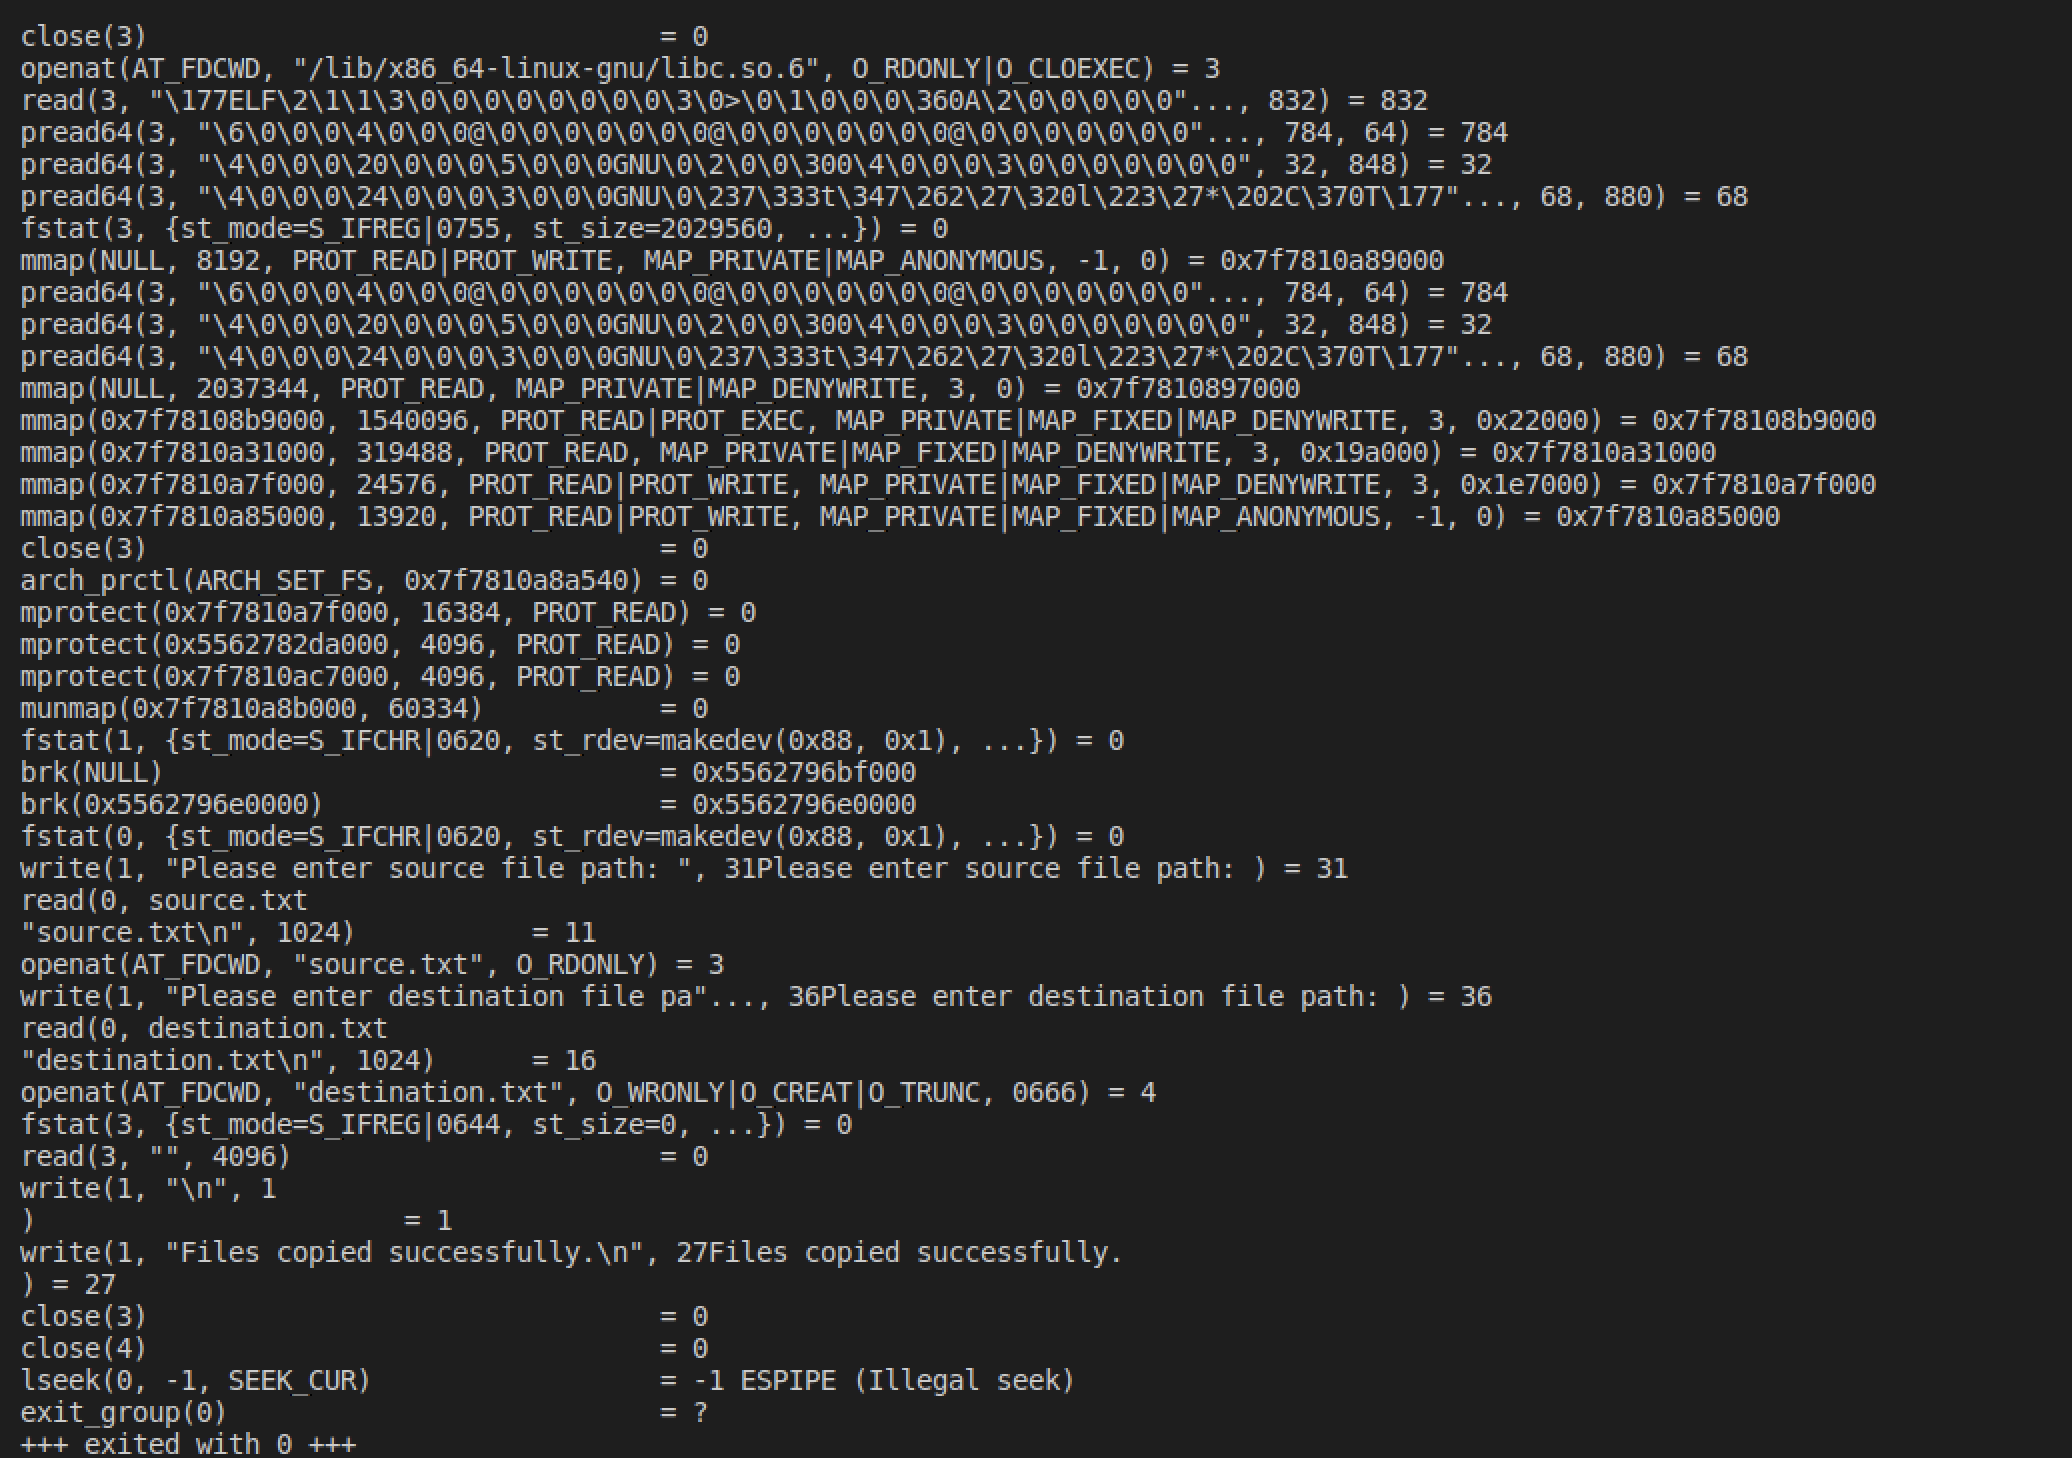 close(3)                                = 0
openat(AT_FDCWD, "/lib/x86_64-linux-gnu/libc.so.6", O_RDONLY|O_CLOEXEC) = 3
read(3, "\177ELF\2\1\1\3\0\0\0\0\0\0\0\0\3\0>\0\1\0\0\0\360A\2\0\0\0\0\0"..., 832) = 832
pread64(3, "\6\0\0\0\4\0\0\0@\0\0\0\0\0\0\0@\0\0\0\0\0\0\0@\0\0\0\0\0\0\0"..., 784, 64) = 784
pread64(3, "\4\0\0\0\20\0\0\0\5\0\0\0GNU\0\2\0\0\300\4\0\0\0\3\0\0\0\0\0\0\0", 32, 848) = 32
pread64(3, "\4\0\0\0\24\0\0\0\3\0\0\0GNU\0\237\333t\347\262\27\320l\223\27*\202C\370T\177"..., 68, 880) = 68
fstat(3, {st_mode=S_IFREG|0755, st_size=2029560, ...}) = 0
mmap(NULL, 8192, PROT_READ|PROT_WRITE, MAP_PRIVATE|MAP_ANONYMOUS, -1, 0) = 0x7f7810a89000
pread64(3, "\6\0\0\0\4\0\0\0@\0\0\0\0\0\0\0@\0\0\0\0\0\0\0@\0\0\0\0\0\0\0"..., 784, 64) = 784
pread64(3, "\4\0\0\0\20\0\0\0\5\0\0\0GNU\0\2\0\0\300\4\0\0\0\3\0\0\0\0\0\0\0", 32, 848) = 32
pread64(3, "\4\0\0\0\24\0\0\0\3\0\0\0GNU\0\237\333t\347\262\27\320l\223\27*\202C\370T\177"..., 68, 880) = 68
mmap(NULL, 2037344, PROT_READ, MAP_PRIVATE|MAP_DENYWRITE, 3, 0) = 0x7f7810897000
mmap(0x7f78108b9000, 1540096, PROT_READ|PROT_EXEC, MAP_PRIVATE|MAP_FIXED|MAP_DENYWRITE, 3, 0x22000) = 0x7f78108b9000
mmap(0x7f7810a31000, 319488, PROT_READ, MAP_PRIVATE|MAP_FIXED|MAP_DENYWRITE, 3, 0x19a000) = 0x7f7810a31000
mmap(0x7f7810a7f000, 24576, PROT_READ|PROT_WRITE, MAP_PRIVATE|MAP_FIXED|MAP_DENYWRITE, 3, 0x1e7000) = 0x7f7810a7f000
mmap(0x7f7810a85000, 13920, PROT_READ|PROT_WRITE, MAP_PRIVATE|MAP_FIXED|MAP_ANONYMOUS, -1, 0) = 0x7f7810a85000
close(3)                                = 0
arch_prctl(ARCH_SET_FS, 0x7f7810a8a540) = 0
mprotect(0x7f7810a7f000, 16384, PROT_READ) = 0
mprotect(0x5562782da000, 4096, PROT_READ) = 0
mprotect(0x7f7810ac7000, 4096, PROT_READ) = 0
munmap(0x7f7810a8b000, 60334)           = 0
fstat(1, {st_mode=S_IFCHR|0620, st_rdev=makedev(0x88, 0x1), ...}) = 0
brk(NULL)                               = 0x5562796bf000
brk(0x5562796e0000)                     = 0x5562796e0000
fstat(0, {st_mode=S_IFCHR|0620, st_rdev=makedev(0x88, 0x1), ...}) = 0
write(1, "Please enter source file path: ", 31Please enter source file path: ) = 31
read(0, source.txt
"source.txt\n", 1024)           = 11
openat(AT_FDCWD, "source.txt", O_RDONLY) = 3
write(1, "Please enter destination file pa"..., 36Please enter destination file path: ) = 36
read(0, destination.txt
"destination.txt\n", 1024)      = 16
openat(AT_FDCWD, "destination.txt", O_WRONLY|O_CREAT|O_TRUNC, 0666) = 4
fstat(3, {st_mode=S_IFREG|0644, st_size=0, ...}) = 0
read(3, "", 4096)                       = 0
write(1, "\n", 1
)                       = 1
write(1, "Files copied successfully.\n", 27Files copied successfully.
) = 27
close(3)                                = 0
close(4)                                = 0
lseek(0, -1, SEEK_CUR)                  = -1 ESPIPE (Illegal seek)
exit_group(0)                           = ?
+++ exited with 0 +++